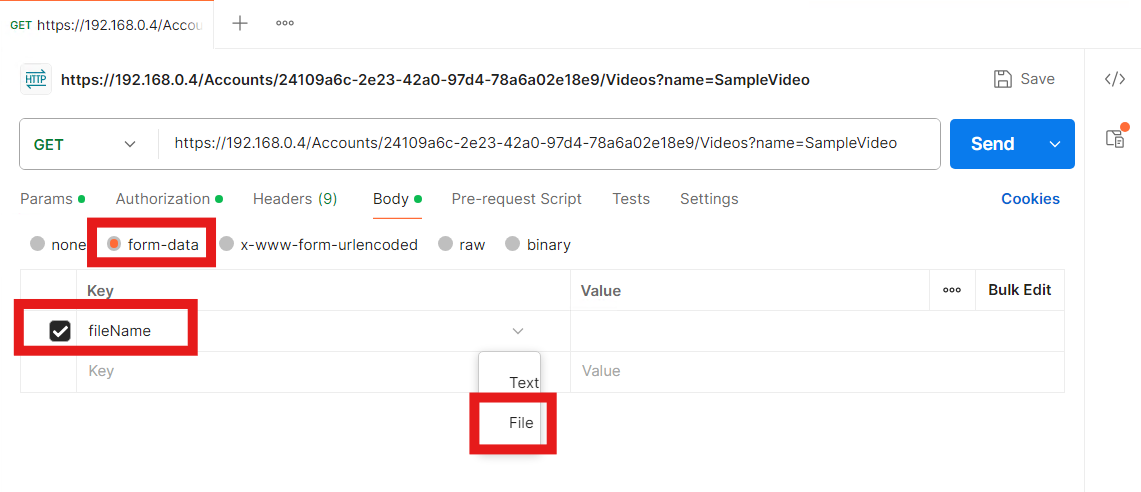 GET https://192.168.0.4/Accou
HTTP https://192.168.0.4/Accounts/24109a6c-2e23-42a0-97d4-78a6a02e18e9/Videos?name=SampleVideo Save </>
GET https://192.168.0.4/Accounts/24109a6c-2e23-42a0-97d4-78a6a02e18e9/Videos?name=SampleVideo Send
Params Authorization Headers (9) Body Pre-request Script Tests Settings Cookies
none form-data x-www-form-urlencoded raw binary
Key Value Bulk Edit
fileName
Key Value
Text
File